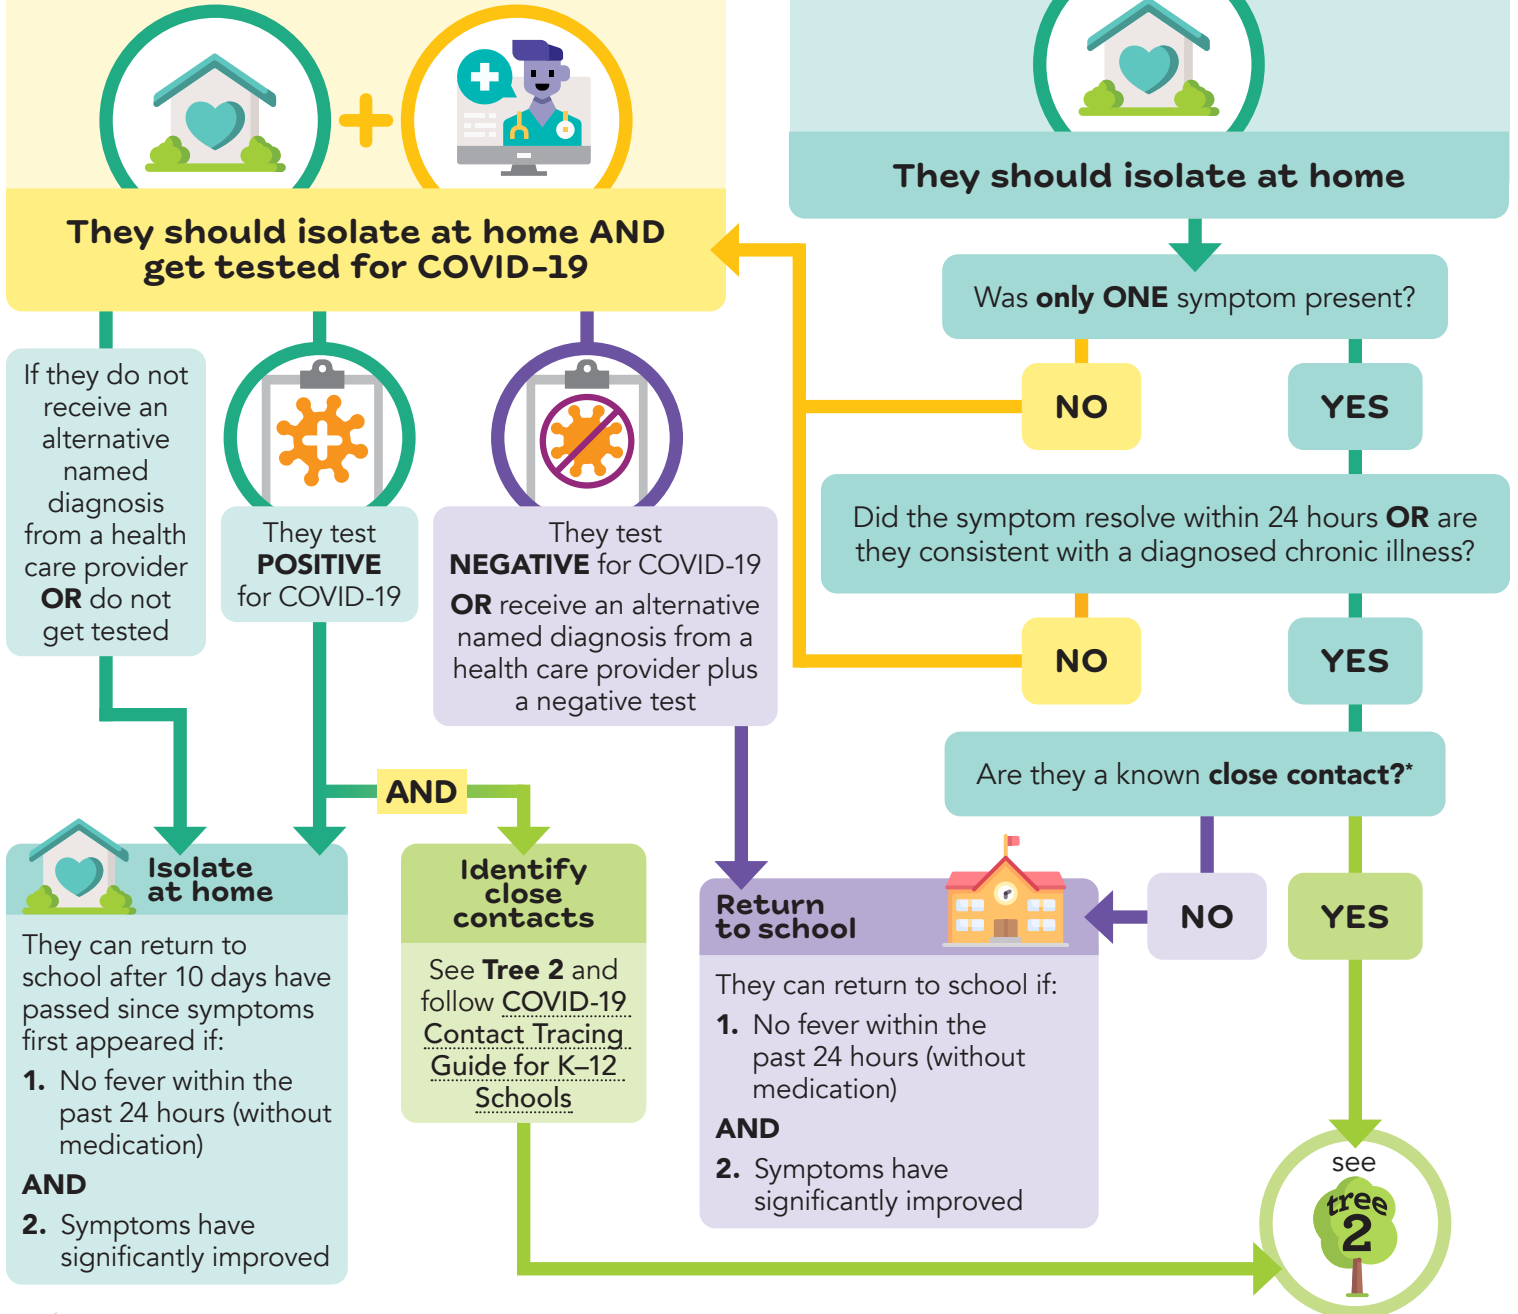 They should isolate at home AND
get tested for COVID-19
If they do not
receive an
alternative
named
diagnosis
from a health
care provider
OR do not
get tested
They test
POSITIVE
for COVID-19
They test
NEGATIVE for COVID-19
OR receive an alternative
named diagnosis from a
health care provider plus
a negative test
AND
Isolate
at home
They can return to
school after 10 days have
passed since symptoms
first appeared if:
1. No fever within the
past 24 hours (without
medication)
AND
2. Symptoms have
significantly improved
Identify
close
contacts
See Tree 2 and
follow COVID-19
Contact Tracing
Guide for K–12
Schools
Return
to school
They can return to school if:
1. No fever within the
past 24 hours (without
medication)
AND
2. Symptoms have
significantly improved
They should isolate at home
Was only ONE symptom present?
NO
YES
Did the symptom resolve within 24 hours OR are
they consistent with a diagnosed chronic illness?
NO
YES
Are they a known close contact?*
NO
YES
see
tree
2